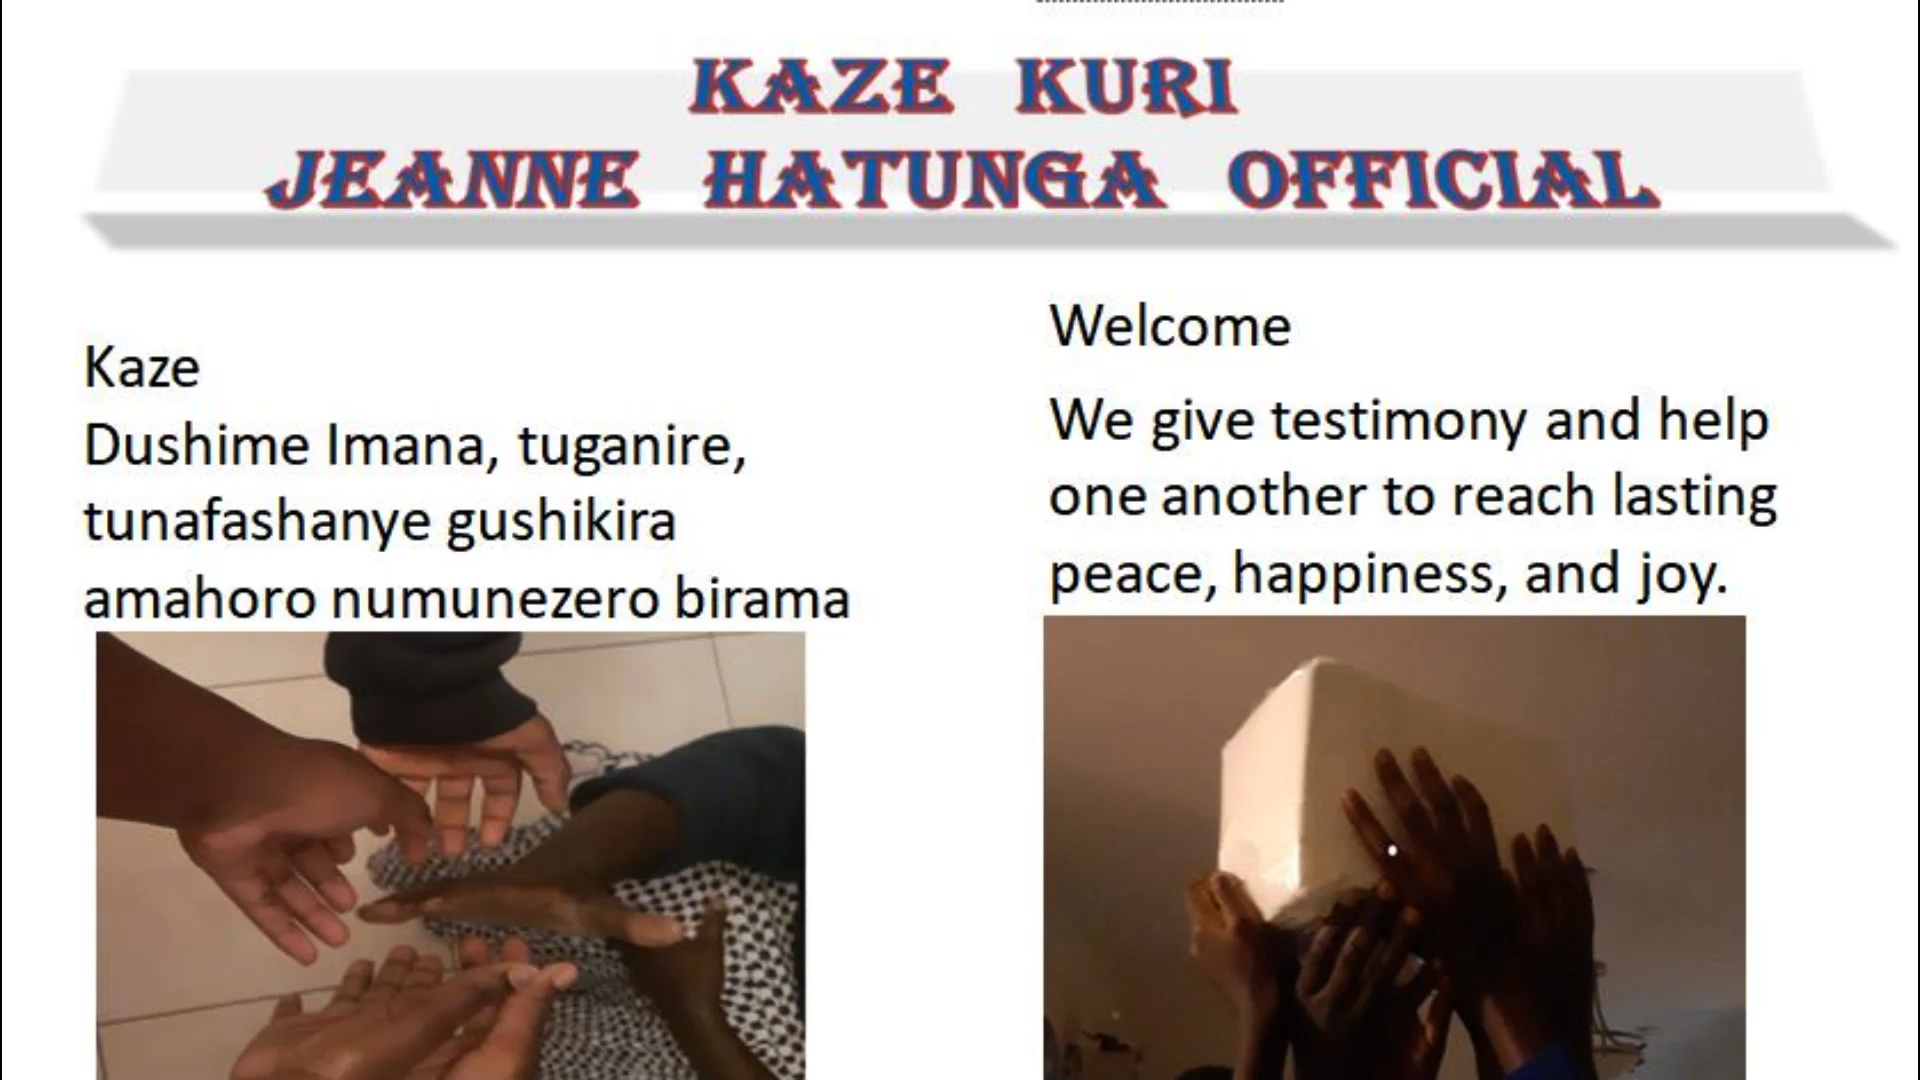 KAZE KURI
JEANNE HATUNGA OFFICIAL
Kaze
Dushime Imana, tuganire,
tunafashanye gushikira
amahoro numunezero birama
Welcome
We give testimony and help
one another to reach lasting
peace, happiness, and joy.